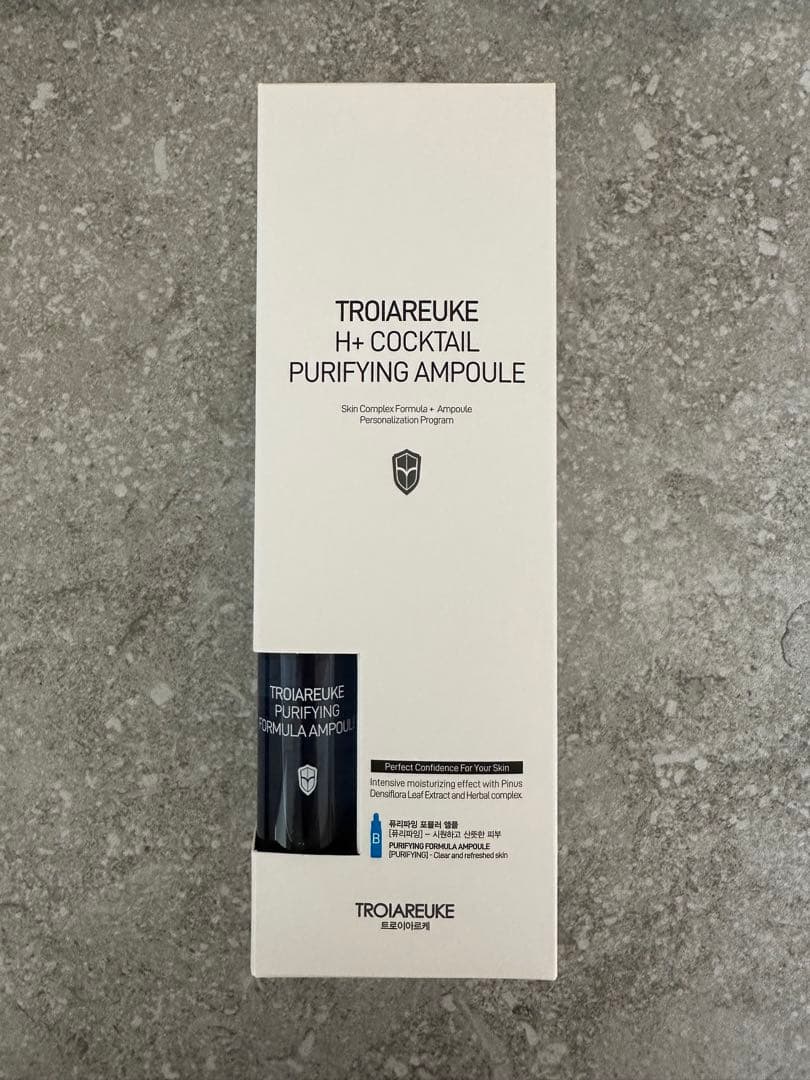 TROIAREUKE
H+ COCKTAIL
PURIFYING AMPOULE
Skin Complex Formula + Ampoule
Personalization Program
TROIAREUKE
PURIFYING
FORMULA AMPOULE
Perfect Confidence For Your Skin
Intensive moisturizing effect with Pinus
Densiflora Leaf Extract and Herbal complex.
B
퓨리파잉 포뮬러 앰플
[퓨리파잉] - 시원하고 산뜻한 피부
PURIFYING FORMULA AMPOULE
[PURIFYING] - Clear and refreshed skin
TROIAREUKE
트로이아르케